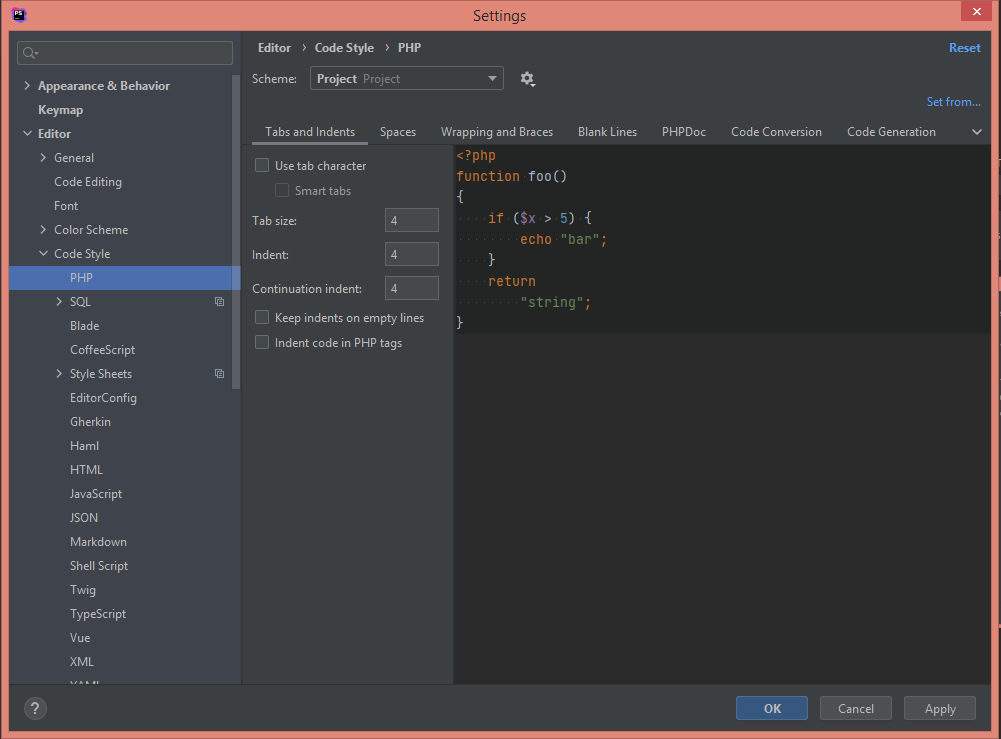 PS
Settings
Appearance & Behavior
Keymap
Editor
General
Code Editing
Font
Color Scheme
Code Style
PHP
SQL
Blade
CoffeeScript
Style Sheets
EditorConfig
Gherkin
Haml
HTML
JavaScript
JSON
Markdown
Shell Script
Twig
TypeScript
Vue
XML
YAML
Editor › Code Style › PHP
Reset
Scheme: Project Project
Set from...
Tabs and Indents Spaces Wrapping and Braces Blank Lines PHPDoc Code Conversion Code Generation
Use tab character
Smart tabs
Tab size: 4
Indent: 4
Continuation indent: 4
Keep indents on empty lines
Indent code in PHP tags
<?php
function foo()
{
    if ($x > 5) {
        echo "bar";
    }
    return
        "string";
}
?
OK Cancel Apply